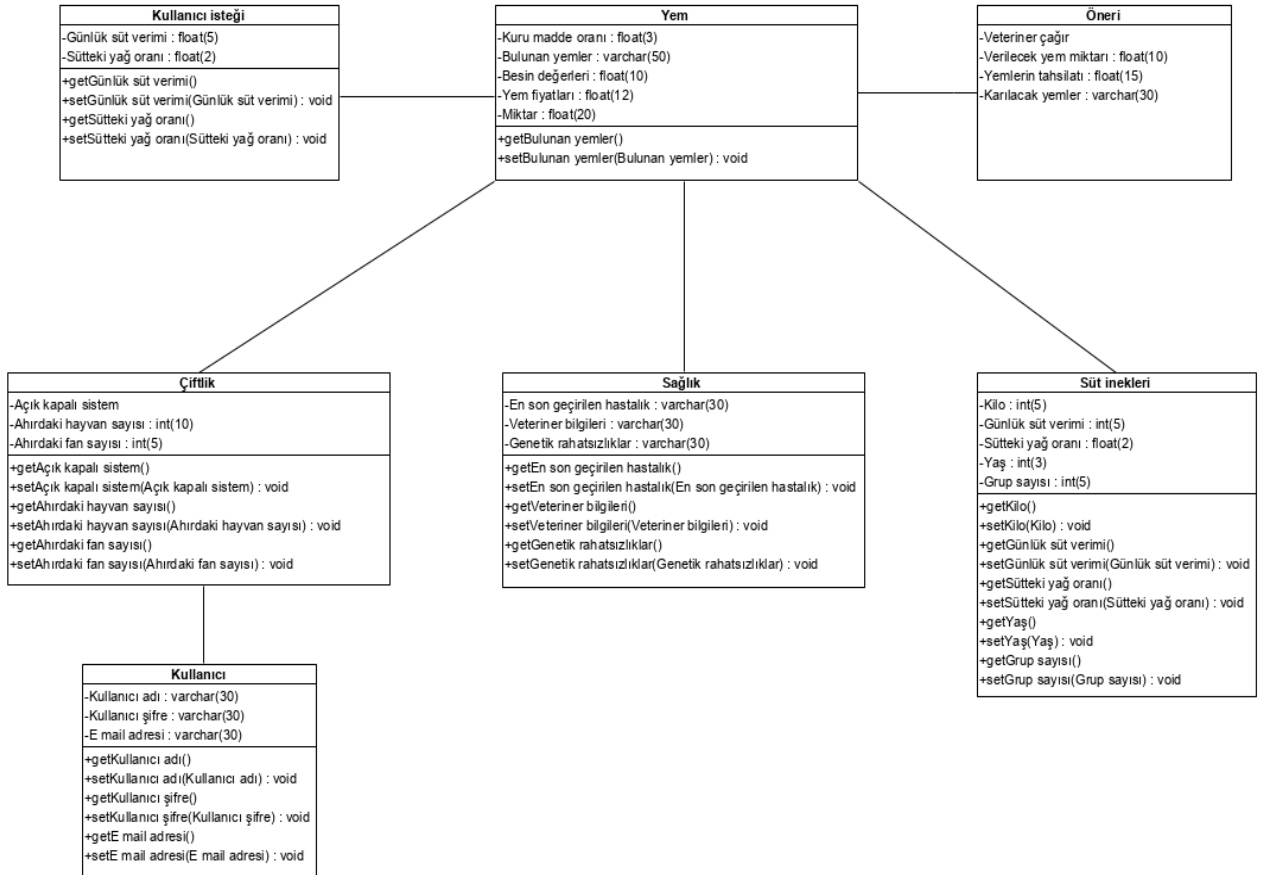 Kullanıcı isteği
-Günlük süt verimi : float(5)
-Sütteki yağ oranı : float(2)
+getGünlük süt verimi()
+setGünlük süt verimi(Günlük süt verimi) : void
+getSütteki yağ oranı()
+setSütteki yağ oranı(Sütteki yağ oranı) : void
Yem
-Kuru madde oranı : float(3)
-Bulunan yemler : varchar(50)
-Besin değerleri : float(10)
-Yem fiyatları : float(12)
-Miktar : float(20)
+getBulunan yemler()
+setBulunan yemler(Bulunan yemler) : void
Öneri
-Veteriner çağır
-Verilecek yem miktarı : float(10)
-Yemlerin tahsilatı : float(15)
-Karılacak yemler : varchar(30)
Çiftlik
-Açık kapalı sistem
-Ahırdaki hayvan sayısı : int(10)
-Ahırdaki fan sayısı : int(5)
+getAçık kapalı sistem()
+setAçık kapalı sistem(Açık kapalı sistem) : void
+getAhırdaki hayvan sayısı()
+setAhırdaki hayvan sayısı(Ahırdaki hayvan sayısı) : void
+getAhırdaki fan sayısı()
+setAhırdaki fan sayısı(Ahırdaki fan sayısı) : void
Sağlık
-En son geçirilen hastalık : varchar(30)
-Veteriner bilgileri : varchar(30)
-Genetik rahatsızlıklar : varchar(30)
+getEn son geçirilen hastalık()
+setEn son geçirilen hastalık(En son geçirilen hastalık) : void
+getVeteriner bilgileri()
+setVeteriner bilgileri(Veteriner bilgileri) : void
+getGenetik rahatsızlıklar()
+setGenetik rahatsızlıklar(Genetik rahatsızlıklar) : void
Süt inekleri
-Kilo : int(5)
-Günlük süt verimi : int(5)
-Sütteki yağ oranı : float(2)
-Yaş : int(3)
-Grup sayısı : int(5)
+getKilo()
+setKilo(Kilo) : void
+getGünlük süt verimi()
+setGünlük süt verimi(Günlük süt verimi) : void
+getSütteki yağ oranı()
+setSütteki yağ oranı(Sütteki yağ oranı) : void
+getYaş()
+setYaş(Yaş) : void
+getGrup sayısı()
+setGrup sayısı(Grup sayısı) : void
Kullanıcı
-Kullanıcı adı : varchar(30)
-Kullanıcı şifre : varchar(30)
-E mail adresi : varchar(30)
+getKullanıcı adı()
+setKullanıcı adı(Kullanıcı adı) : void
+getKullanıcı şifre()
+setKullanıcı şifre(Kullanıcı şifre) : void
+getE mail adresi()
+setE mail adresi(E mail adresi) : void